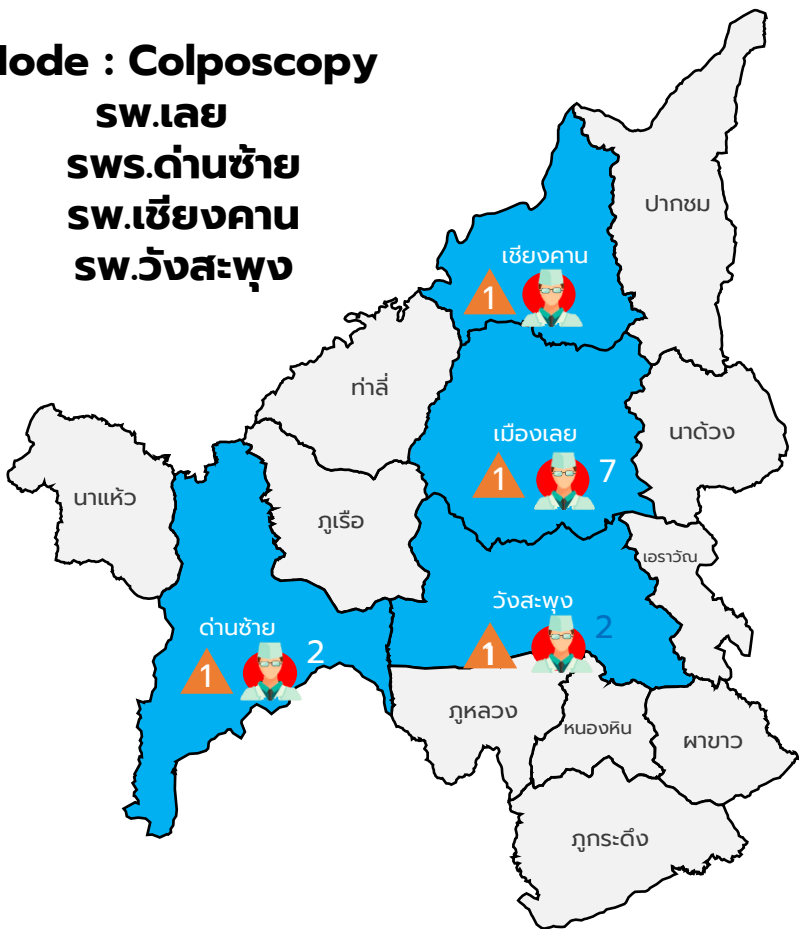 lode : Colposcopy
รพ.เลย
รพร.ด่านซ้าย
รพ.เชียงคาน
รพ.วังสะพุง
ปากชม
เชียงคาน
1
ท่าลี่
นาด้วง
เมืองเลย
1 7
นาแห้ว
ภูเรือ
เอราวัณ
วังสะพุง
1 2
ด่านซ้าย
1 2
ภูหลวง
หนองหิน
ผาขาว
ภูกระดึง